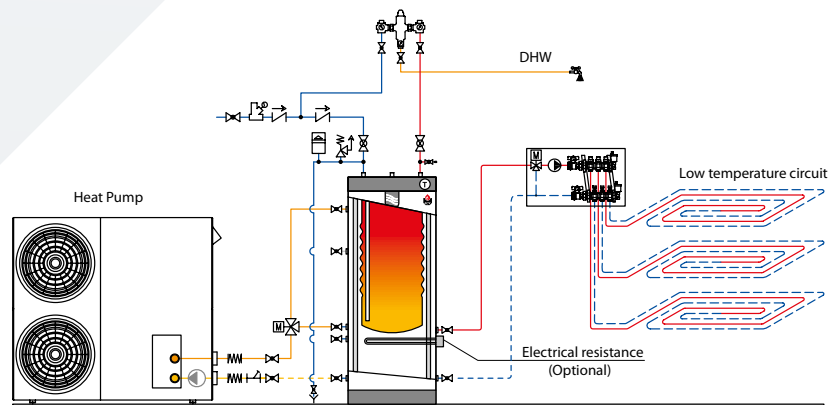 DHW
M
T
Low temperature circuit
Heat Pump
M
Electrical resistance
(Optional)